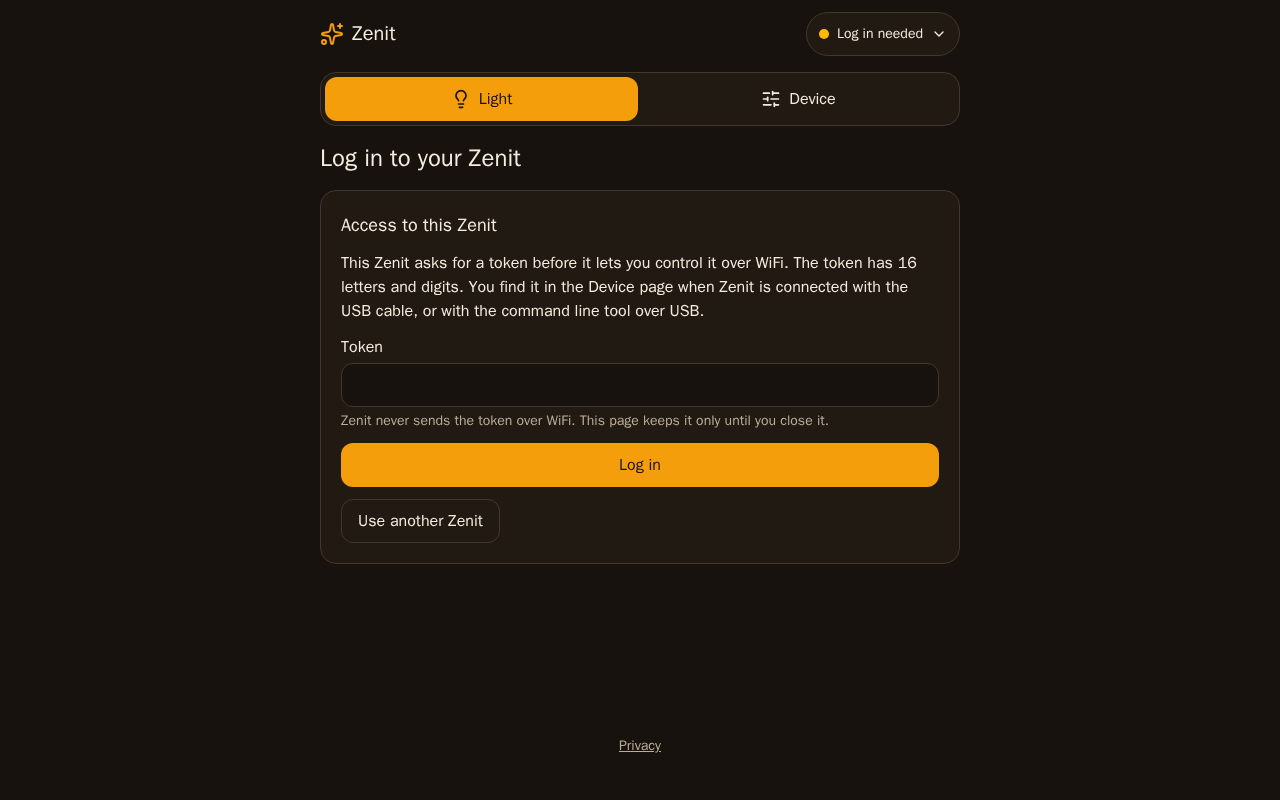 Zenit
Log in needed
Light
Device
Log in to your Zenit
Access to this Zenit
This Zenit asks for a token before it lets you control it over WiFi. The token has 16
letters and digits. You find it in the Device page when Zenit is connected with the
USB cable, or with the command line tool over USB.
Token
Zenit never sends the token over WiFi. This page keeps it only until you close it.
Log in
Use another Zenit
Privacy